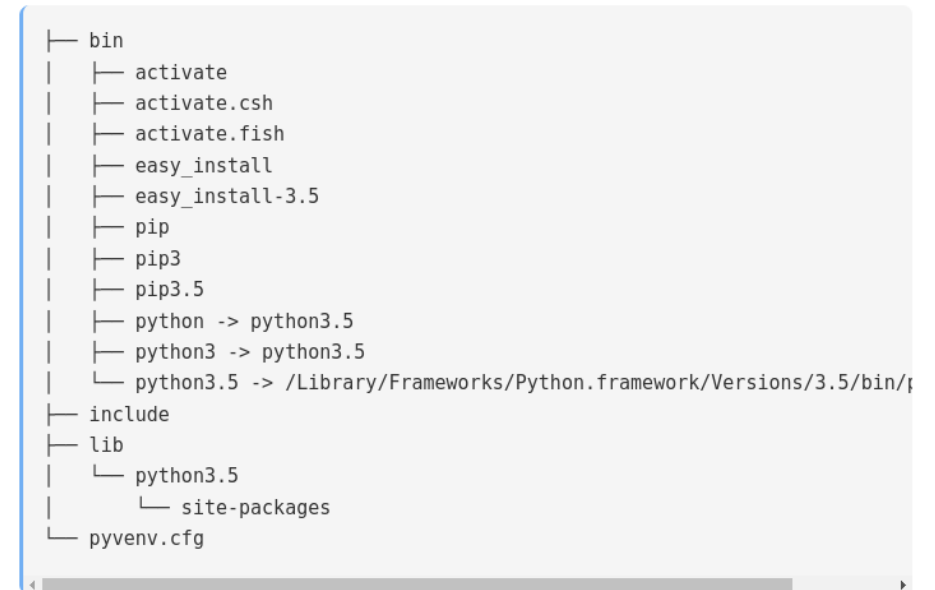 ├── bin
│   ├── activate
│   ├── activate.csh
│   ├── activate.fish
│   ├── easy_install
│   ├── easy_install-3.5
│   ├── pip
│   ├── pip3
│   ├── pip3.5
│   ├── python -> python3.5
│   ├── python3 -> python3.5
│   └── python3.5 -> /Library/Frameworks/Python.framework/Versions/3.5/bin/
├── include
├── lib
│   └── python3.5
│       └── site-packages
└── pyvenv.cfg